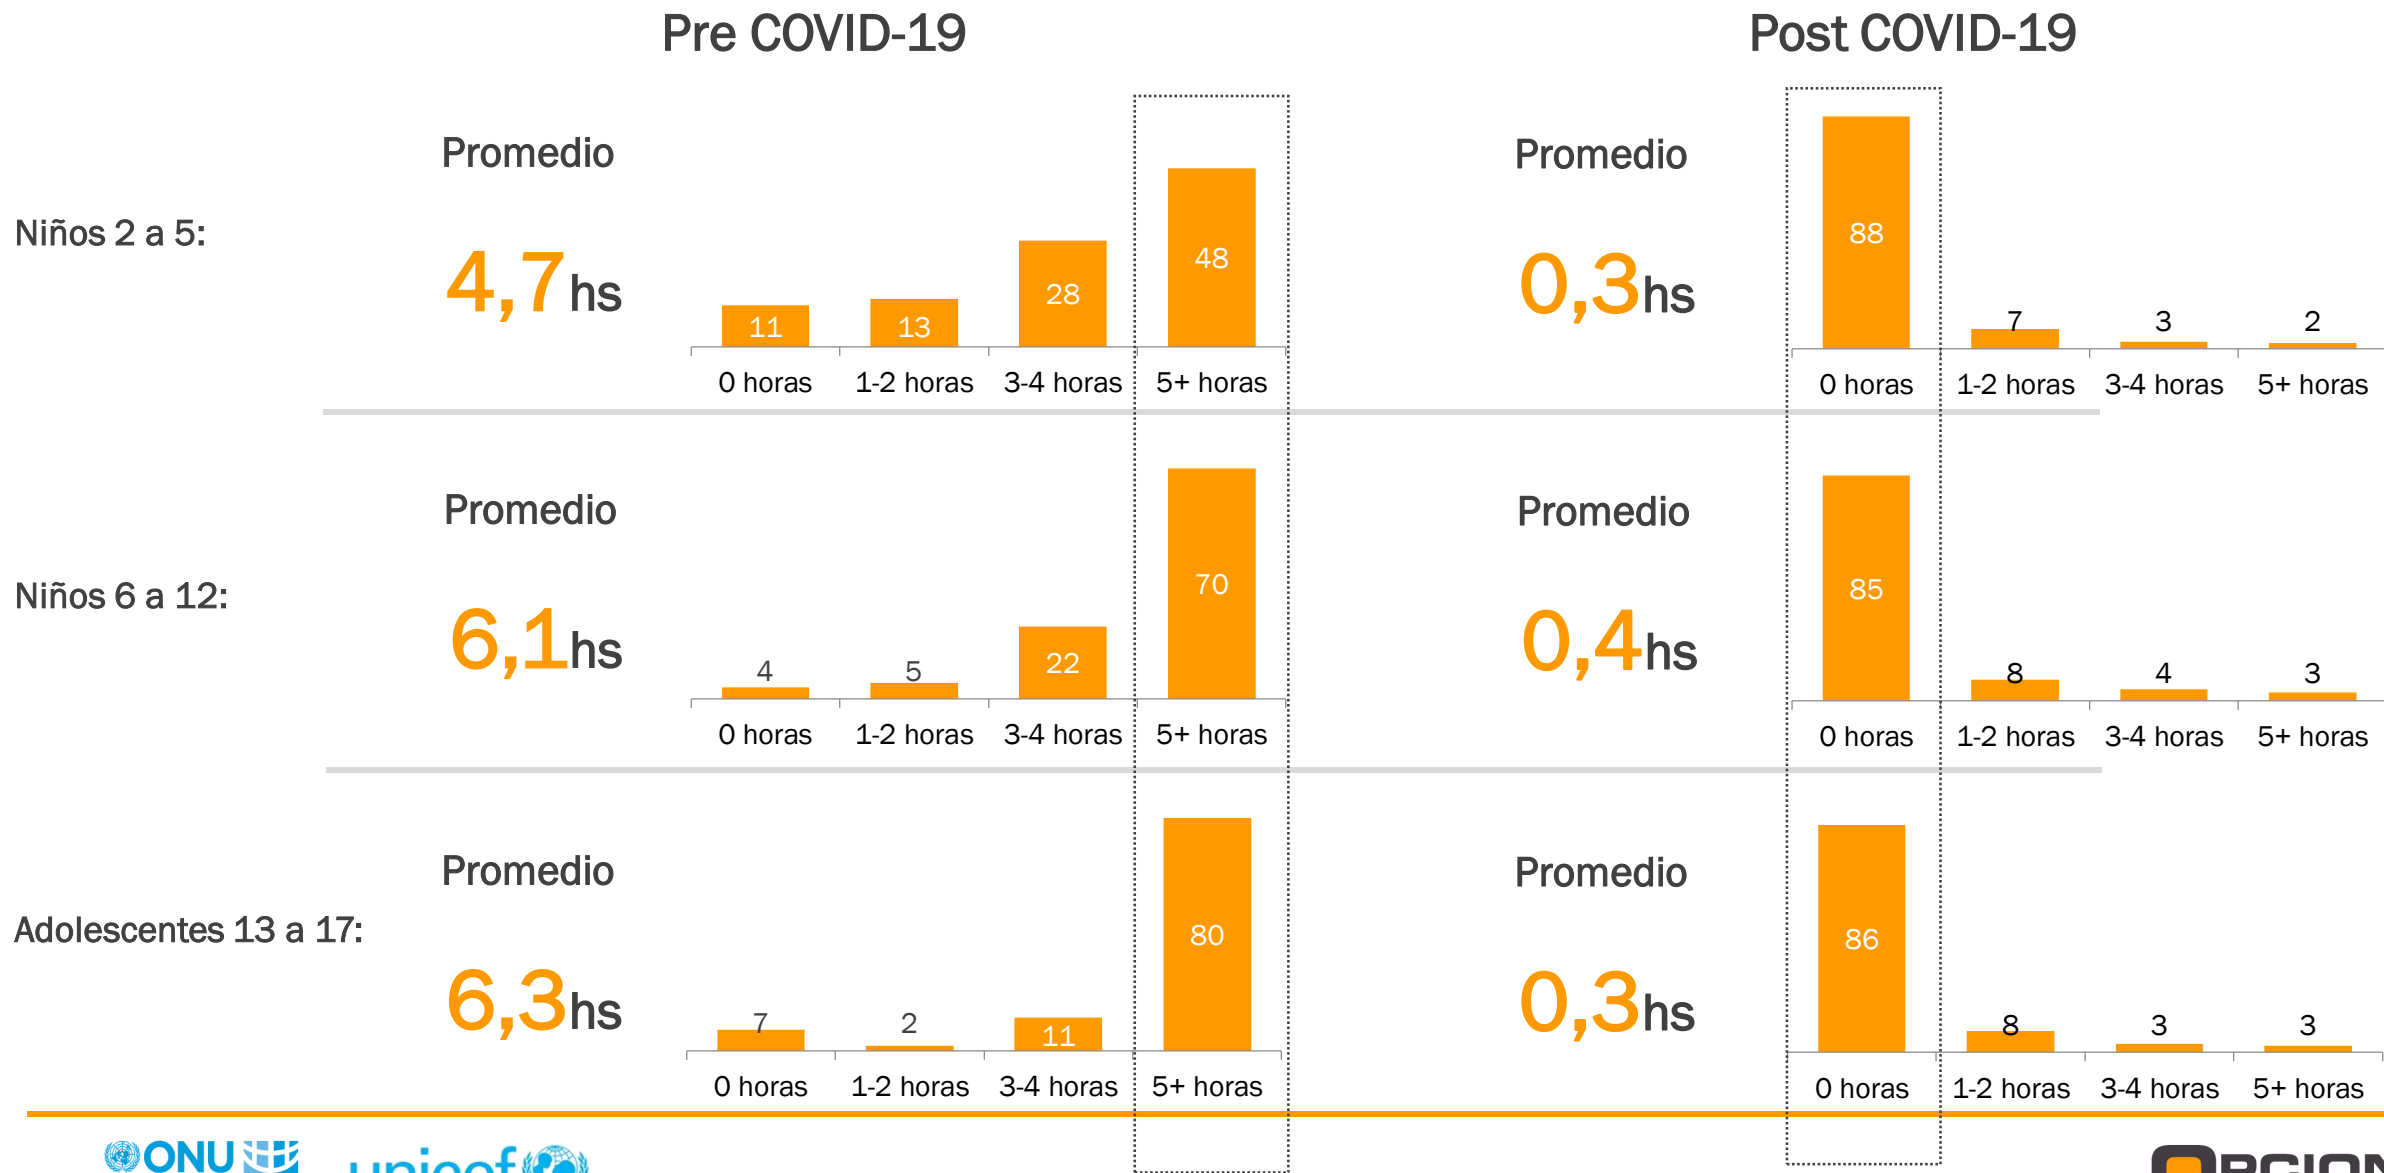 Pre COVID-19
Post COVID-19
Niños 2 a 5:
Promedio
4,7 hs
11 13 28 48
0 horas 1-2 horas 3-4 horas 5+ horas
Promedio
0,3hs
88 7 3 2
0 horas 1-2 horas 3-4 horas 5+ horas
Niños 6 a 12:
Promedio
6,1hs
4 5 22 70
0 horas 1-2 horas 3-4 horas 5+ horas
Promedio
0,4hs
85 8 4 3
0 horas 1-2 horas 3-4 horas 5+ horas
Adolescentes 13 a 17:
Promedio
6,3hs
7 2 11 80
0 horas 1-2 horas 3-4 horas 5+ horas
Promedio
0,3hs
86 8 3 3
0 horas 1-2 horas 3-4 horas 5+ horas
ONU
unicef
OPCION